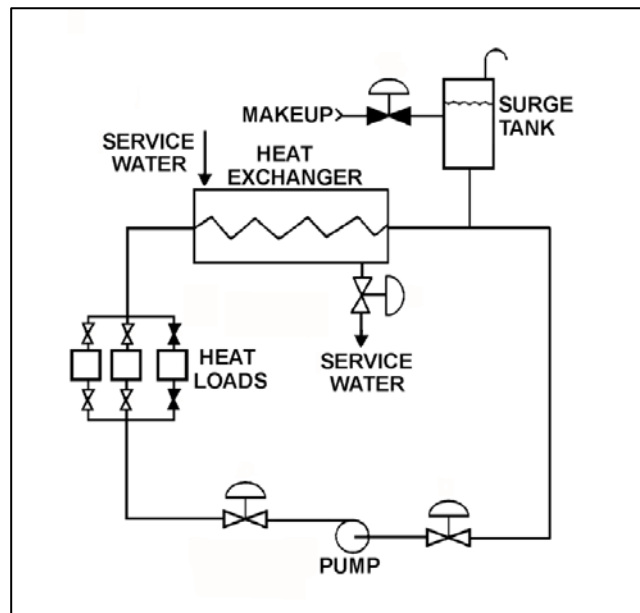 MAKEUP
SURGE
TANK
SERVICE
WATER
HEAT
EXCHANGER
HEAT
LOADS
SERVICE
WATER
PUMP